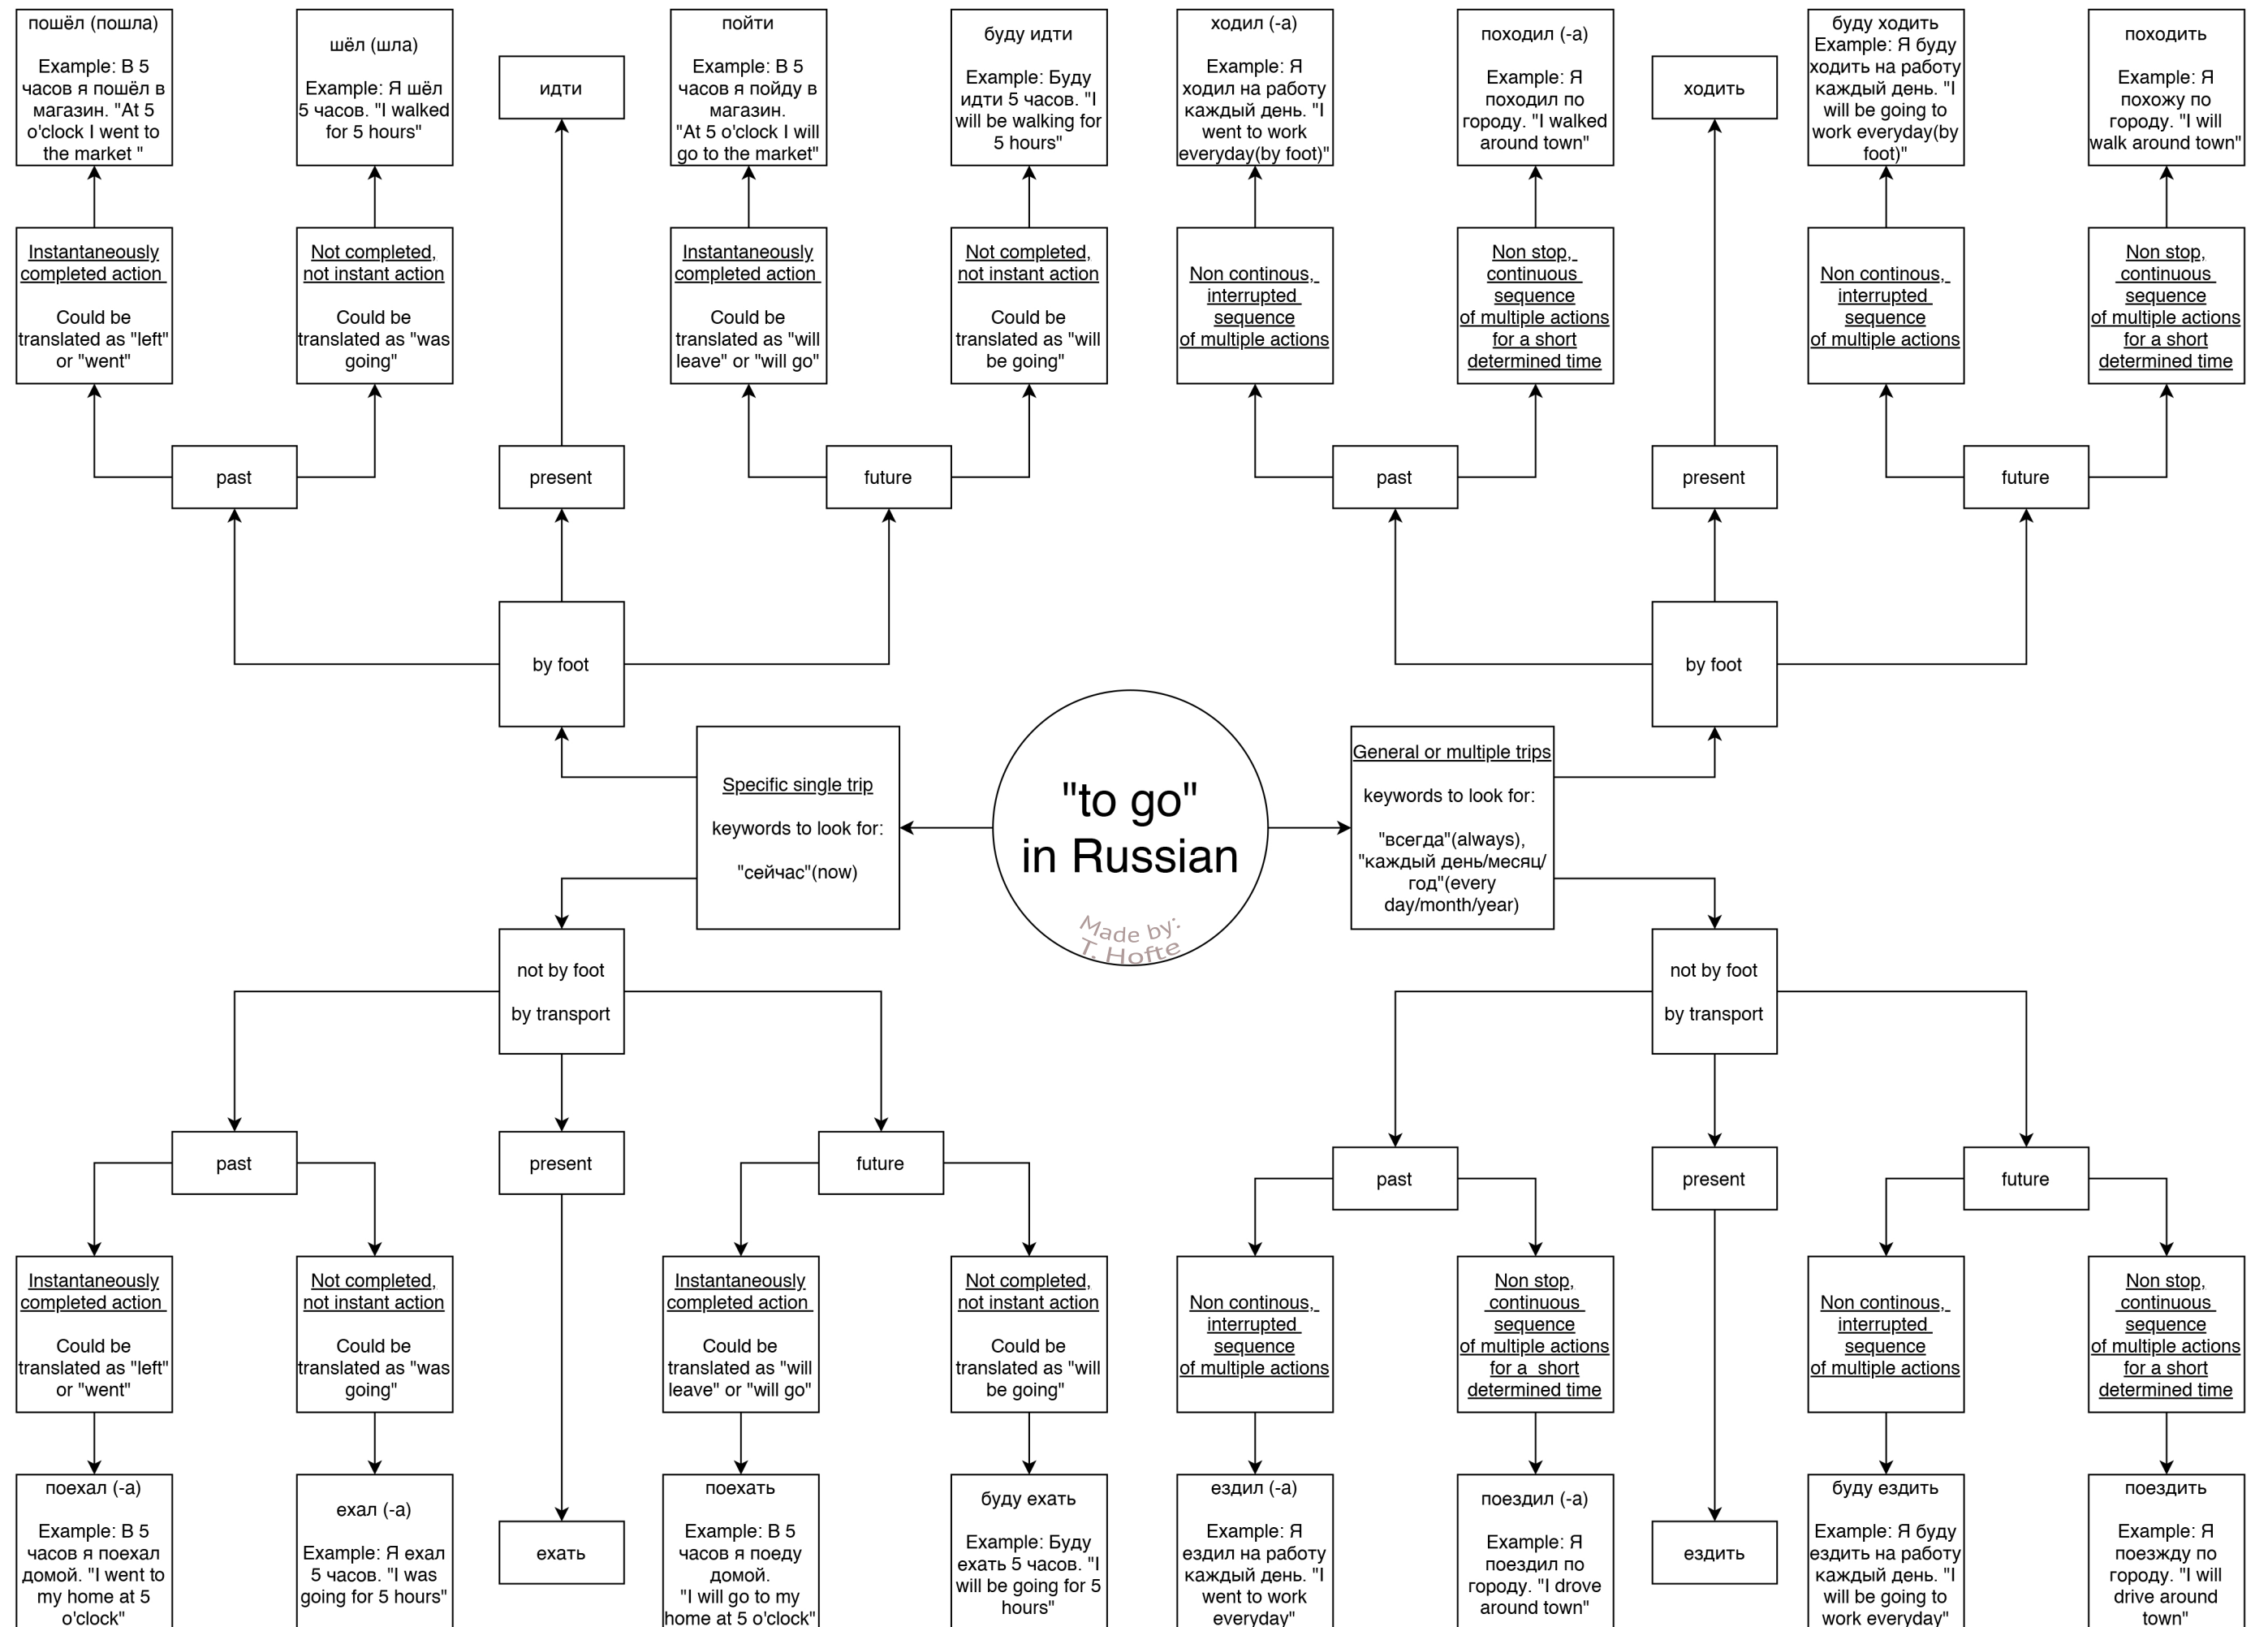 пошёл (пошла)
Example: В 5
часов я пошёл в
магазин. "At 5
o'clock I went to
the market "
шёл (шла)
Example: Я шёл
5 часов. "I walked
for 5 hours"
идти
пойти
Example: В 5
часов я пойду в
магазин.
"At 5 o'clock I will
go to the market"
буду идти
Example: Буду
идти 5 часов. "I
will be walking for
5 hours"
ходил (-а)
Example: Я
ходил на работу
каждый день. "I
went to work
everyday(by foot)"
походил (-а)
Example: Я
походил по
городу. "I walked
around town"
ходить
буду ходить
Example: Я буду
ходить на работу
каждый день. "I
will be going to
work everyday(by
foot)"
походить
Example: Я
похожу по
городу. "I will
walk around town"
Instantaneously
completed action
Could be
translated as "left"
or "went"
Not completed,
not instant action
Could be
translated as "was
going"
Instantaneously
completed action
Could be
translated as "will
leave" or "will go"
Not completed,
not instant action
Could be
translated as "will
be going"
Non continous,
interrupted
sequence
of multiple actions
Non stop,
continuous
sequence
of multiple actions
for a short
determined time
Non continous,
interrupted
sequence
of multiple actions
Non stop,
continuous
sequence
of multiple actions
for a short
determined time
past
present
future
past
present
future
by foot
by foot
Specific single trip
keywords to look for:
"сейчас"(now)
"to go"
in Russian
Made by:
T. Hofte
General or multiple trips
keywords to look for:
"всегда"(always),
"каждый день/месяц/
год"(every
day/month/year)
not by foot
by transport
not by foot
by transport
past
present
future
past
present
future
Instantaneously
completed action
Could be
translated as "left"
or "went"
Not completed,
not instant action
Could be
translated as "was
going"
Instantaneously
completed action
Could be
translated as "will
leave" or "will go"
Not completed,
not instant action
Could be
translated as "will
be going"
Non continous,
interrupted
sequence
of multiple actions
Non stop,
continuous
sequence
of multiple actions
for a short
determined time
Non continous,
interrupted
sequence
of multiple actions
Non stop,
continuous
sequence
of multiple actions
for a short
determined time
поехал (-а)
Example: В 5
часов я поехал
домой. "I went to
my home at 5
o'clock"
ехал (-а)
Example: Я ехал
5 часов. "I was
going for 5 hours"
ехать
поехать
Example: В 5
часов я поеду
домой.
"I will go to my
home at 5 o'clock"
буду ехать
Example: Буду
ехать 5 часов. "I
will be going for 5
hours"
ездил (-а)
Example: Я
ездил на работу
каждый день. "I
went to work
everyday"
поездил (-а)
Example: Я
поездил по
городу. "I drove
around town"
ездить
буду ездить
Example: Я буду
ездить на работу
каждый день. "I
will be going to
work everyday"
поездить
Example: Я
поезжду по
городу. "I will
drive around
town"